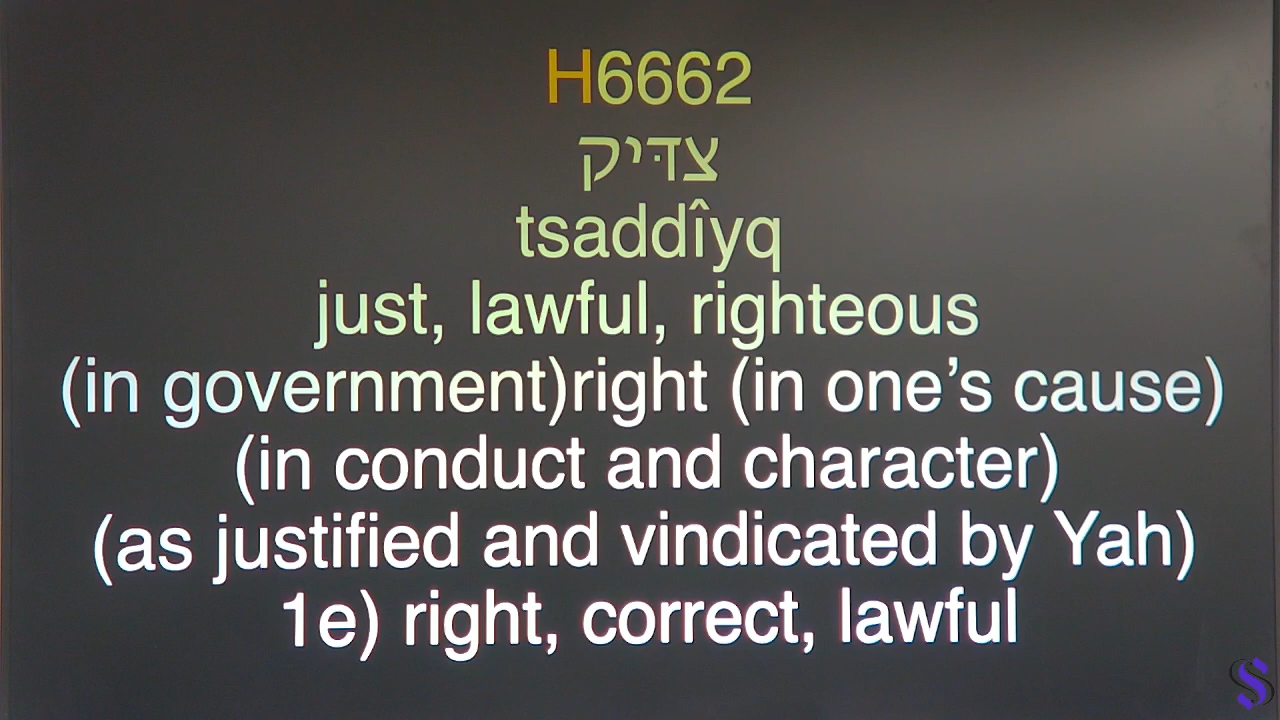 H6662
צדּיק
tsaddîyq
just, lawful, righteous
(in government)right (in one’s cause)
(in conduct and character)
(as justified and vindicated by Yah)
1e) right, correct, lawful
S